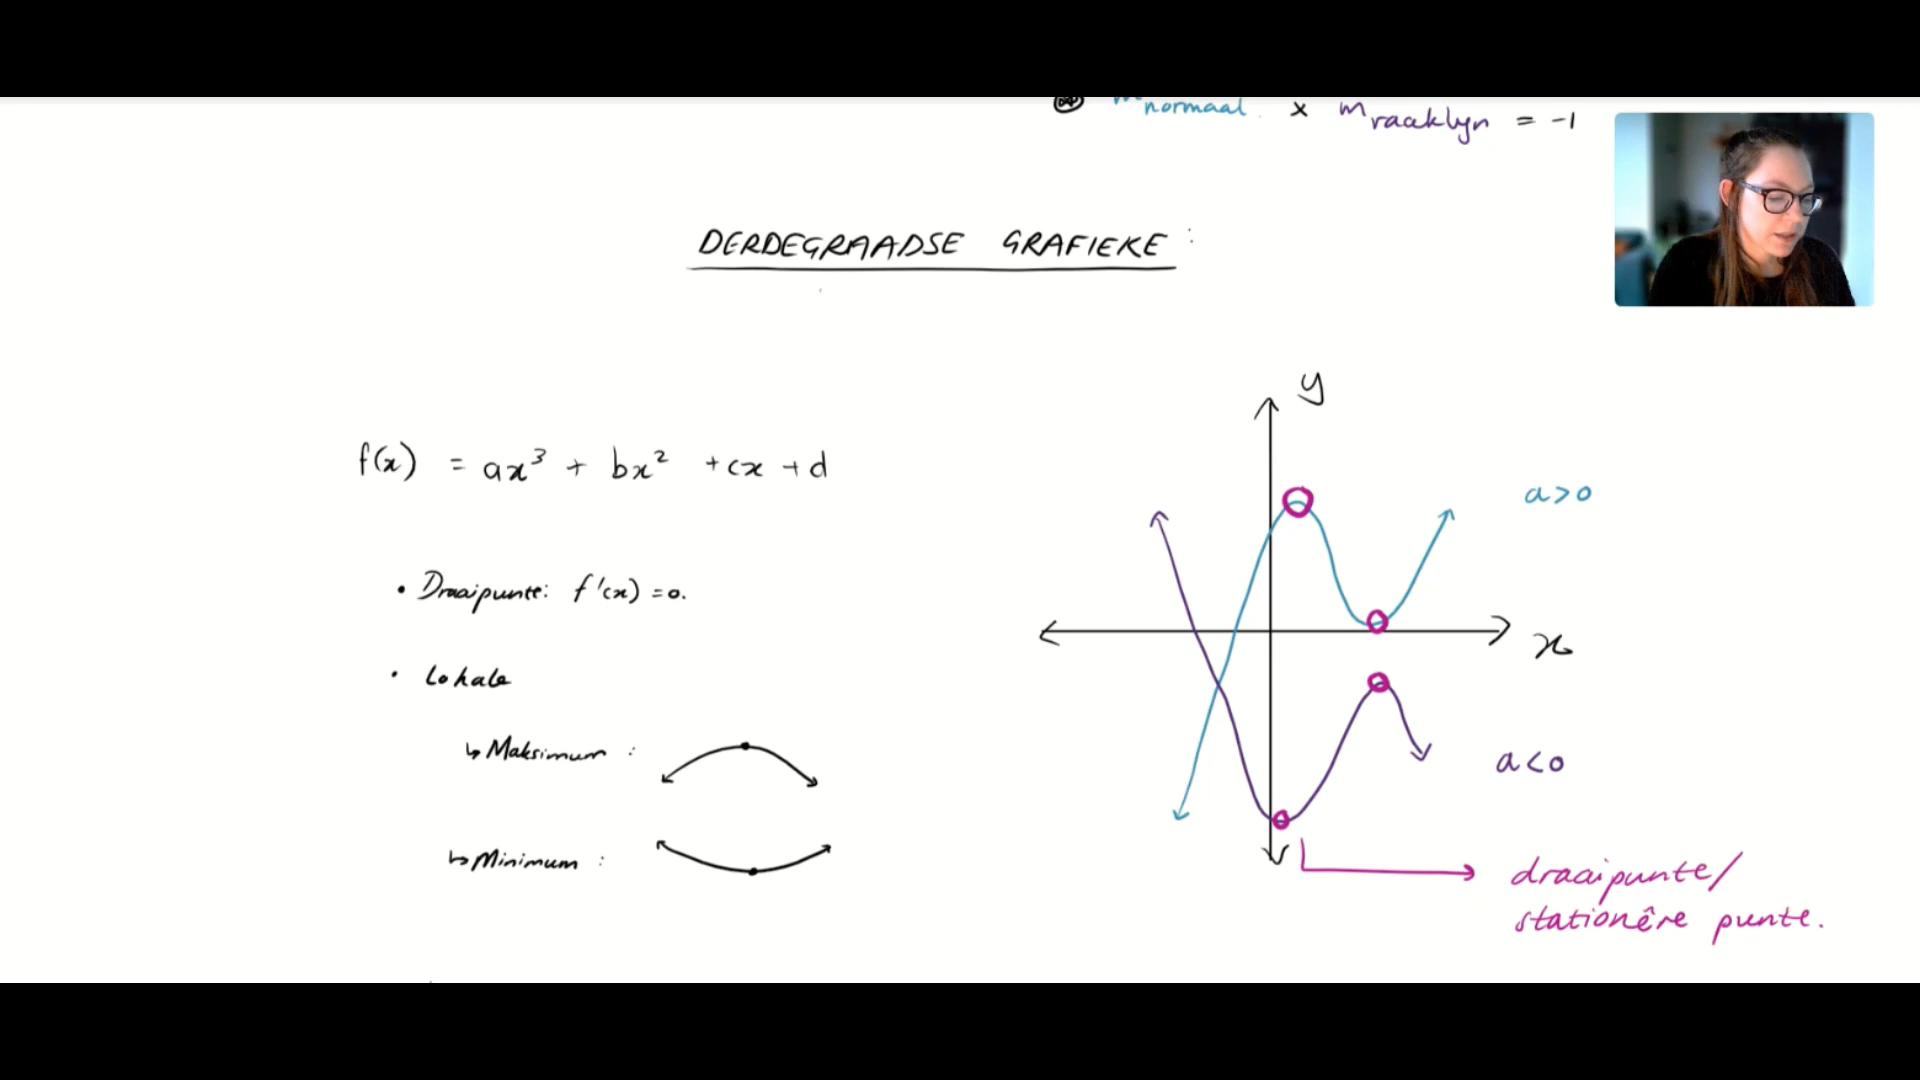 m normaal × m raaklyn = -1
DERDEGRAADSE GRAFIEKE :
f(x) = ax³ + bx² + cx + d
• Draaipunte: f'(x) = 0.
• Lokale
↳ Maksimum :
↳ Minimum :
y
a > 0
x
a < 0
draaipunte/
stationêre punte.